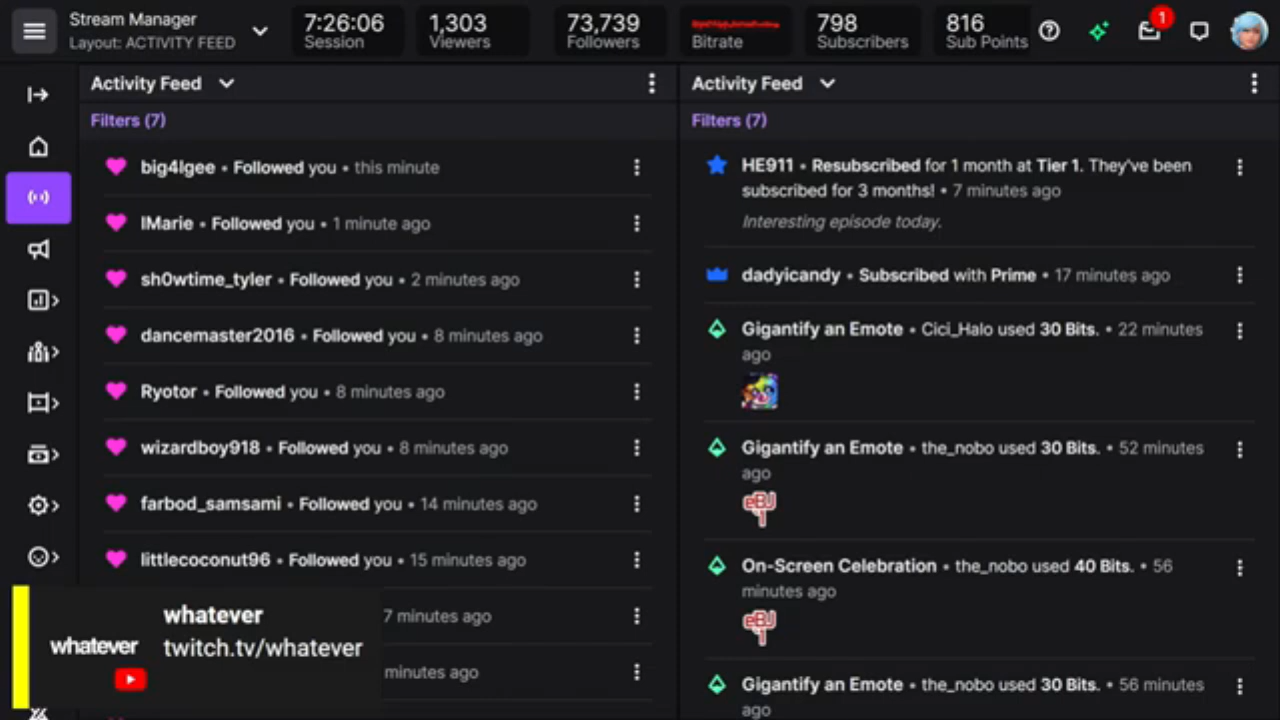 Stream Manager
Layout: ACTIVITY FEED
7:26:06
Session
1,303
Viewers
73,739
Followers
Bitrate
798
Subscribers
816
Sub Points
1
Activity Feed
Filters (7)
big4lgee • Followed you • this minute
lMarie • Followed you • 1 minute ago
sh0wtime_tyler • Followed you • 2 minutes ago
dancemaster2016 • Followed you • 8 minutes ago
Ryotor • Followed you • 8 minutes ago
wizardboy918 • Followed you • 8 minutes ago
farbod_samsami • Followed you • 14 minutes ago
littlecoconut96 • Followed you • 15 minutes ago
7 minutes ago
minutes ago
whatever
whatever
twitch.tv/whatever
Activity Feed
Filters (7)
HE911 • Resubscribed for 1 month at Tier 1. They've been
subscribed for 3 months! • 7 minutes ago
Interesting episode today.
dadyicandy • Subscribed with Prime • 17 minutes ago
Gigantify an Emote • Cici_Halo used 30 Bits. • 22 minutes
ago
Gigantify an Emote • the_nobo used 30 Bits. • 52 minutes
ago
eBJ
On-Screen Celebration • the_nobo used 40 Bits. • 56
minutes ago
eBJ
Gigantify an Emote • the_nobo used 30 Bits. • 56 minutes
ago